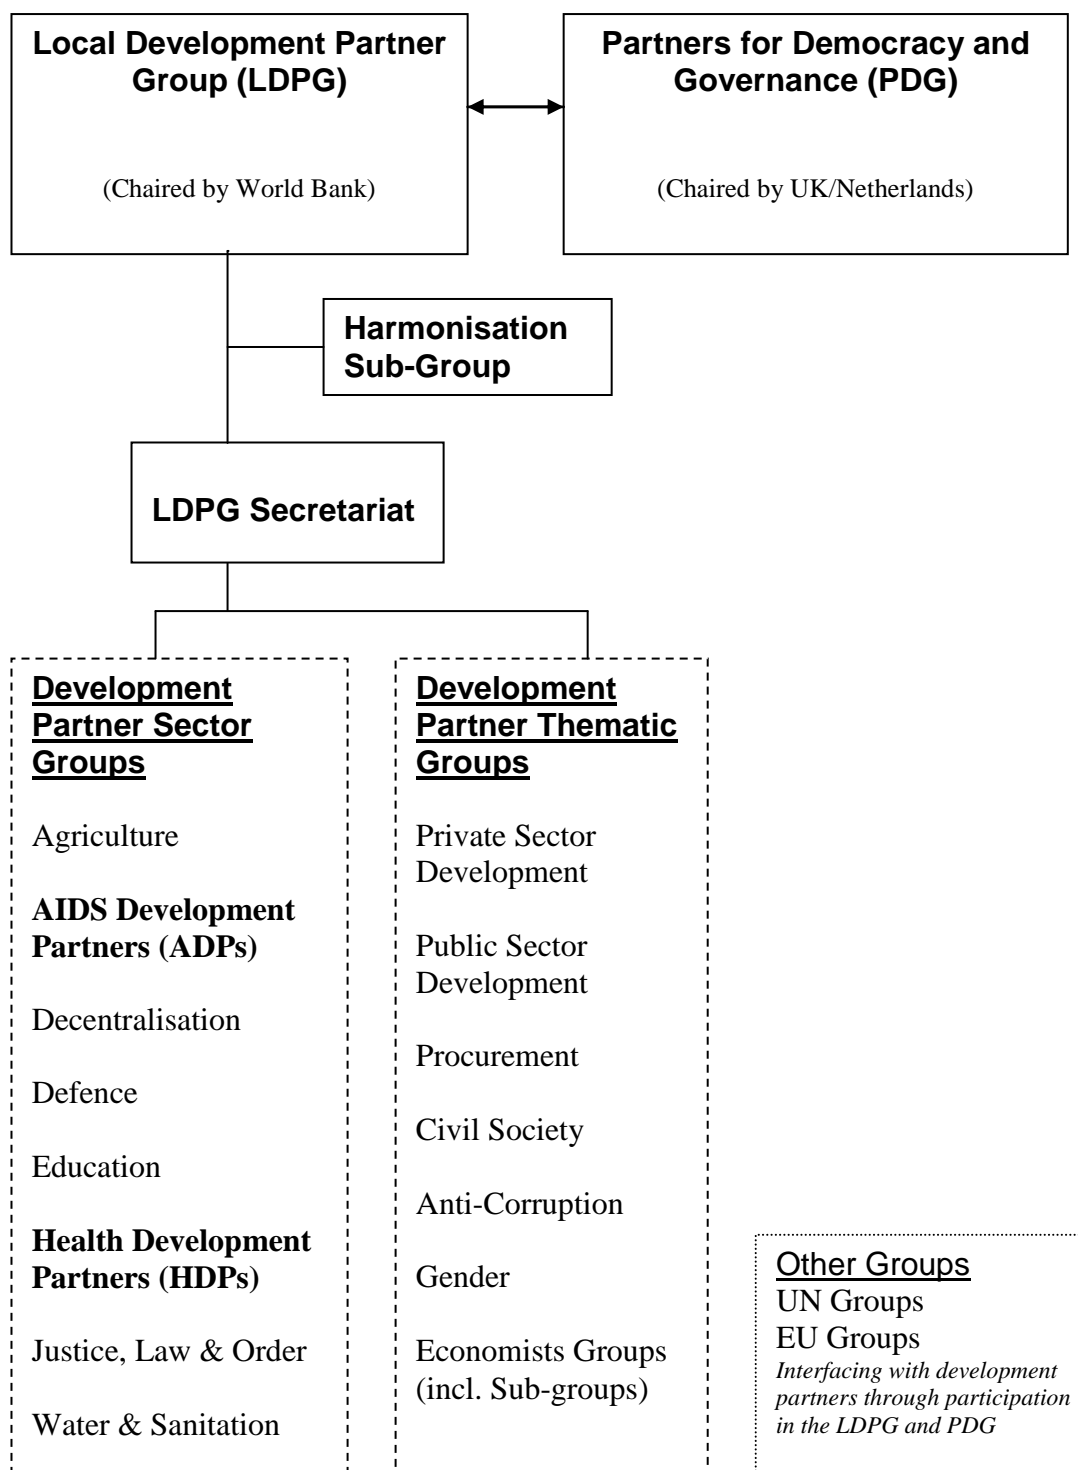 Local Development Partner
Group (LDPG)
(Chaired by World Bank)
Partners for Democracy and
Governance (PDG)
(Chaired by UK/Netherlands)
Harmonisation
Sub-Group
LDPG Secretariat
Development
Partner Sector
Groups
Agriculture
AIDS Development
Partners (ADPs)
Decentralisation
Defence
Education
Health Development
Partners (HDPs)
Justice, Law & Order
Water & Sanitation
Development
Partner Thematic
Groups
Private Sector
Development
Public Sector
Development
Procurement
Civil Society
Anti-Corruption
Gender
Economists Groups
(incl. Sub-groups)
Other Groups
UN Groups
EU Groups
Interfacing with development
partners through participation
in the LDPG and PDG